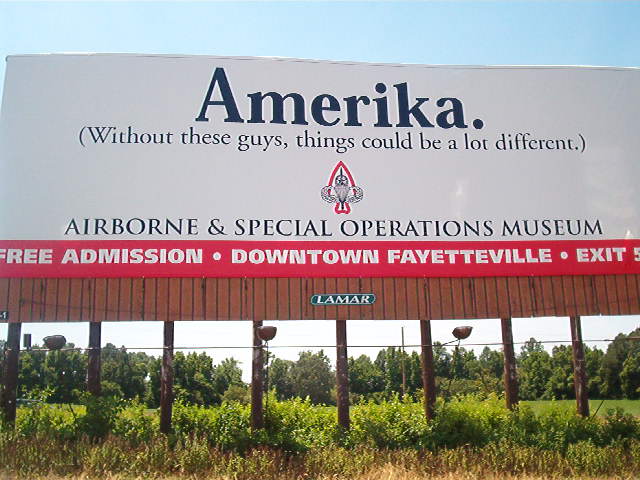 Amerika.
(Without these guys, things could be a lot different.)
AIRBORNE & SPECIAL OPERATIONS MUSEUM
FREE ADMISSION • DOWNTOWN FAYETTEVILLE • EXIT 5
LAMAR